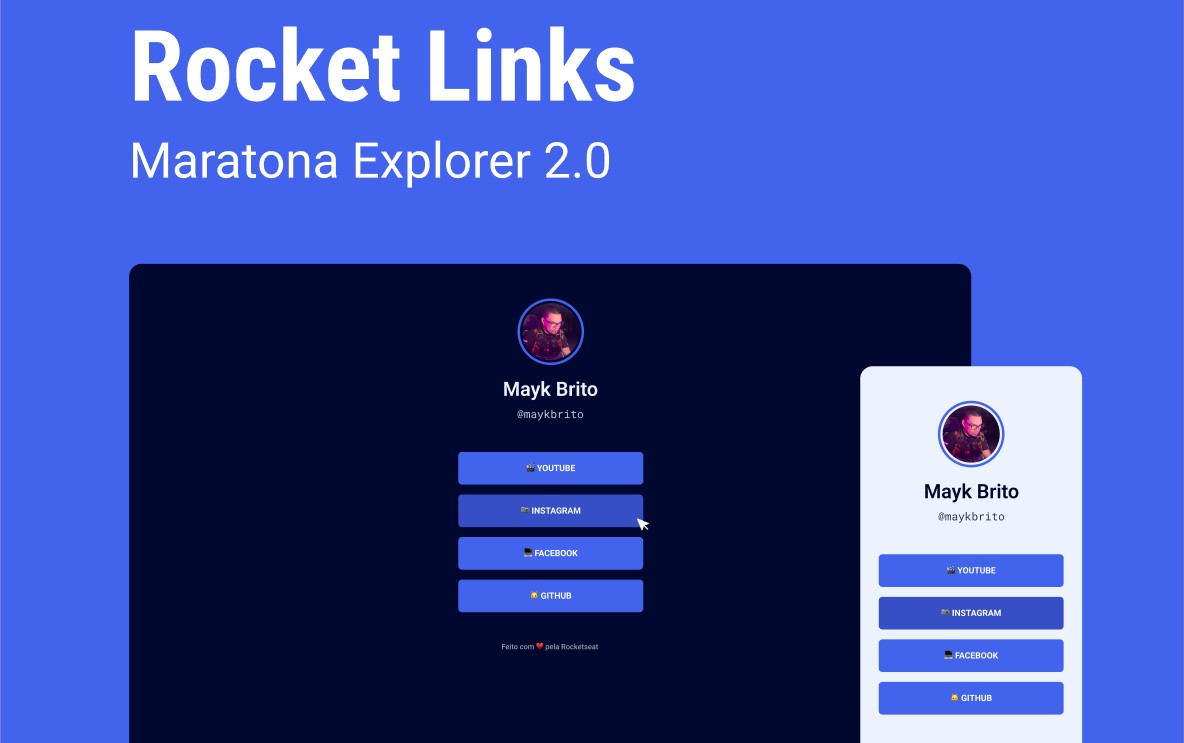 Rocket Links
Maratona Explorer 2.0
Mayk Brito
@maykbrito
🎬 YOUTUBE
📷 INSTAGRAM
💻 FACEBOOK
😸 GITHUB
Feito com ❤️ pela Rocketseat
Mayk Brito
@maykbrito
🎬 YOUTUBE
📷 INSTAGRAM
💻 FACEBOOK
😸 GITHUB